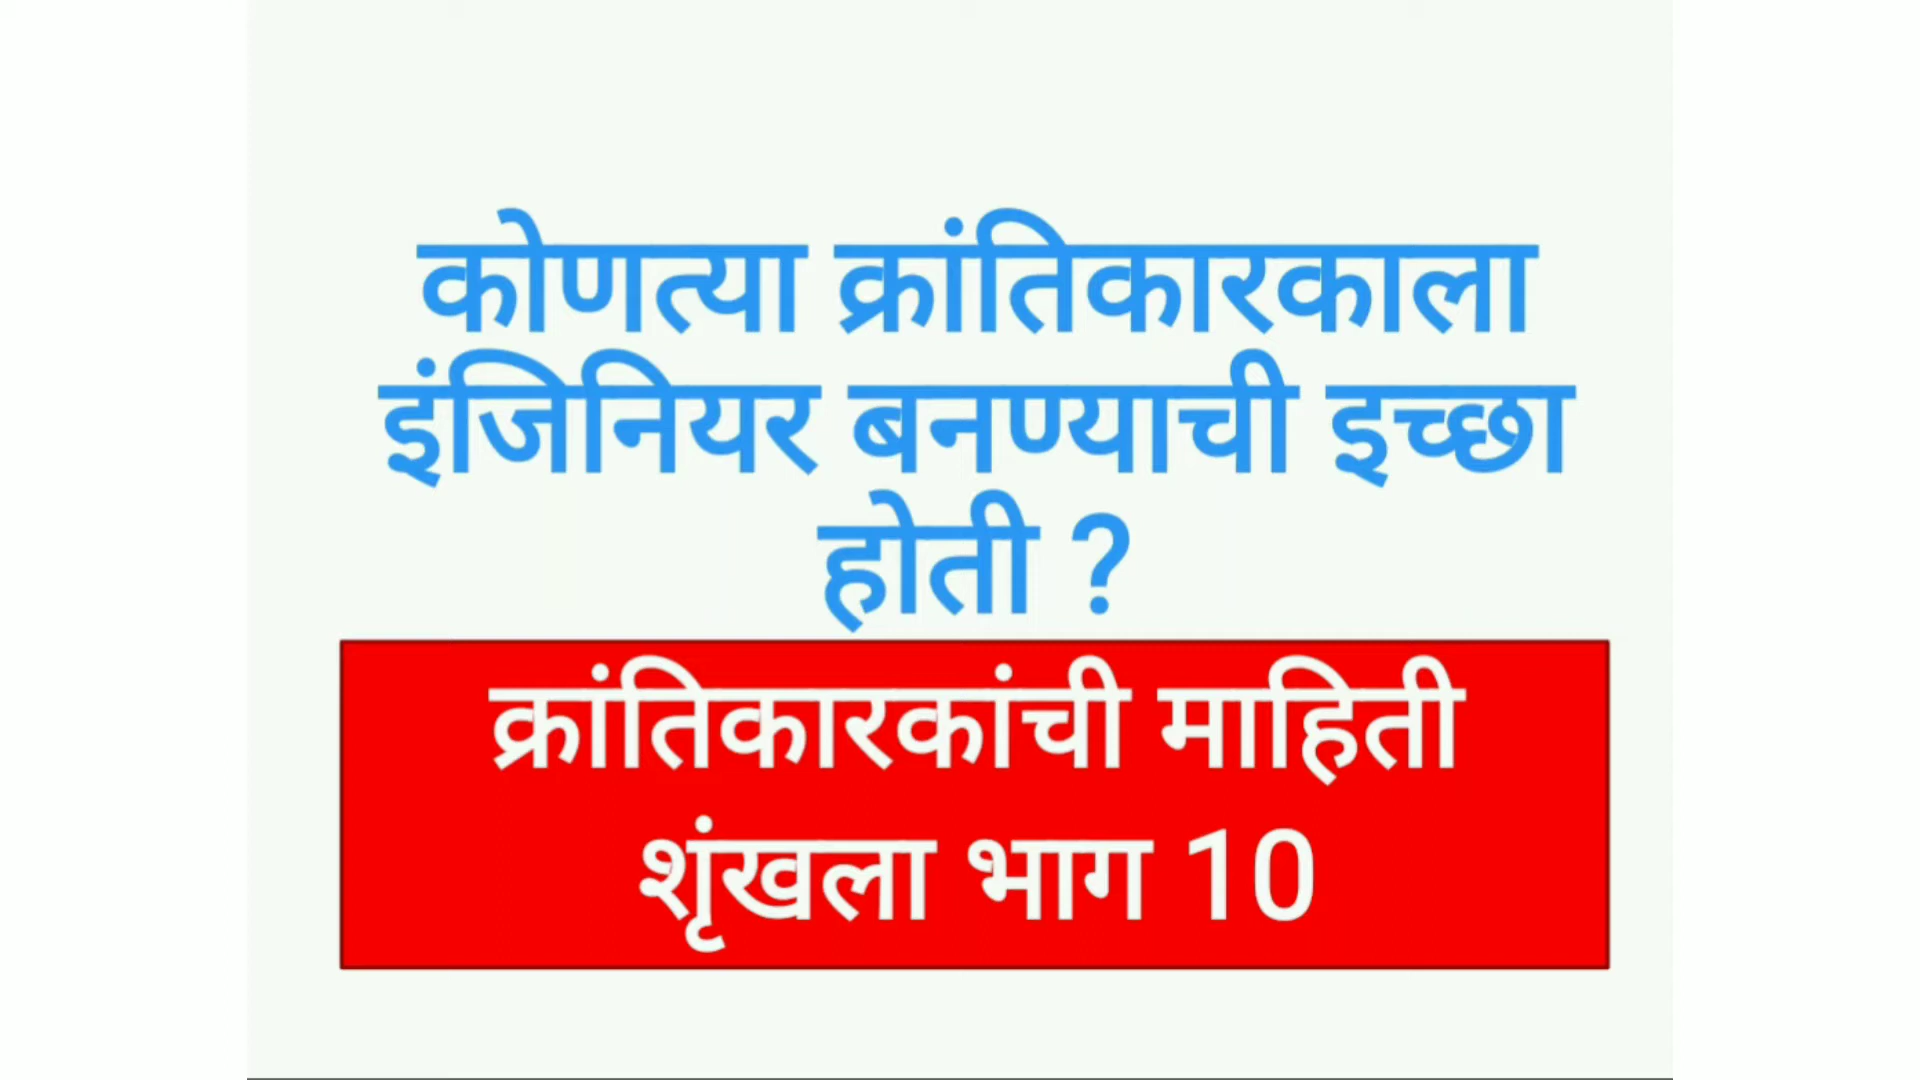 कोणत्या क्रांतिकारकाला
इंजिनियर बनण्याची इच्छा
होती ?
क्रांतिकारकांची माहिती
शृंखला भाग 10